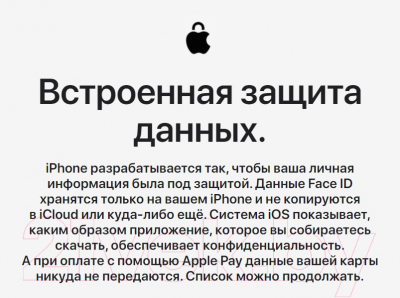 Встроенная защита
данных.
iPhone разрабатывается так, чтобы ваша личная
информация была под защитой. Данные Face ID
хранятся только на вашем iPhone и не копируются
в iCloud или куда-либо ещё. Система iOS показывает,
каким образом приложение, которое вы собираетесь
скачать, обеспечивает конфиденциальность.
А при оплате с помощью Apple Pay данные вашей карты
никуда не передаются. Список можно продолжать.